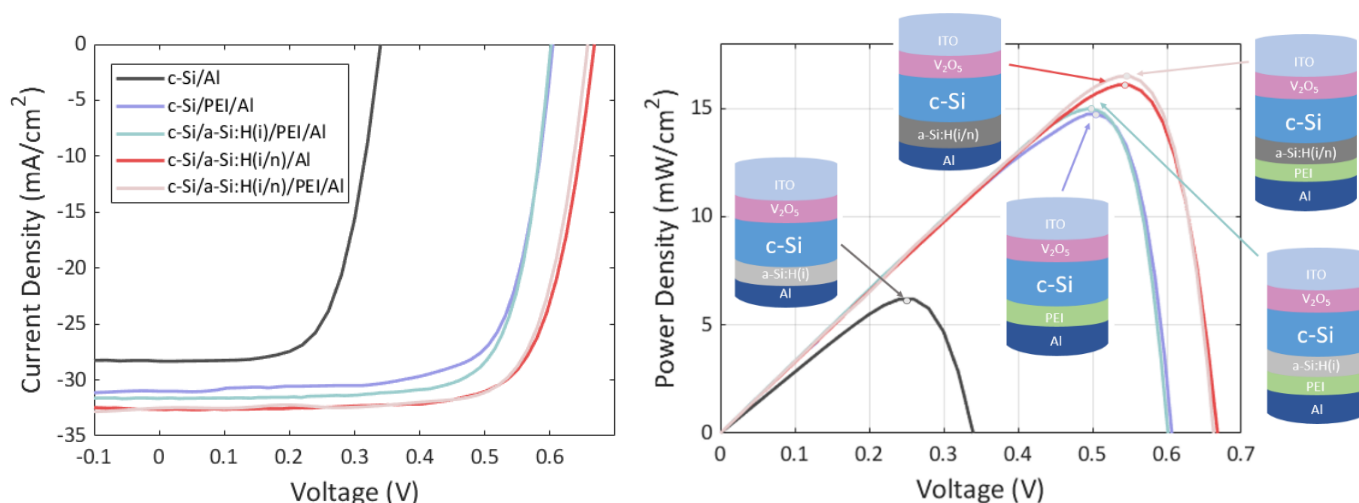 0
-5
-10
-15
-20
-25
-30
-35
-0.1
0
0.1
0.2
0.3
0.4
0.5
0.6
Current Density (mA/cm²)
Voltage (V)
c-Si/Al
c-Si/PEI/Al
c-Si/a-Si:H(i)/PEI/Al
c-Si/a-Si:H(i/n)/Al
c-Si/a-Si:H(i/n)/PEI/Al
15
10
5
0
0
0.1
0.2
0.3
0.4
0.5
0.6
0.7
Power Density (mW/cm²)
Voltage (V)
ITO
V₂O₅
c-Si
a-Si:H(i)
Al
ITO
V₂O₅
c-Si
a-Si:H(i/n)
Al
ITO
V₂O₅
c-Si
PEI
Al
ITO
V₂O₅
c-Si
a-Si:H(i/n)
PEI
Al
ITO
V₂O₅
c-Si
a-Si:H(i)
PEI
Al